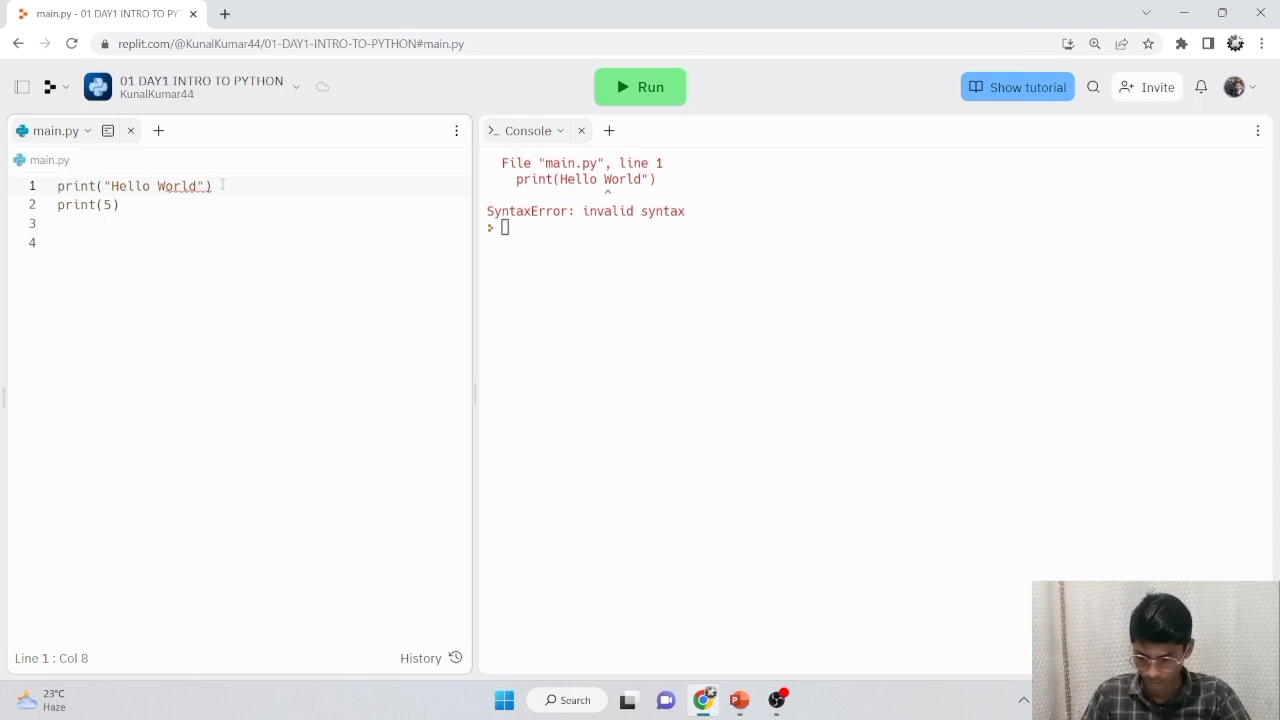 main.py - 01 DAY1 INTRO TO PY
replit.com/@KunalKumar44/01-DAY1-INTRO-TO-PYTHON#main.py
01 DAY1 INTRO TO PYTHON
KunalKumar44
Run
Show tutorial
Invite
main.py
Console
main.py
1 print("Hello World")
2 print(5)
3
4
File "main.py", line 1
print(Hello World")
^
SyntaxError: invalid syntax
Line 1 : Col 8
History
23°C
Haze
Search